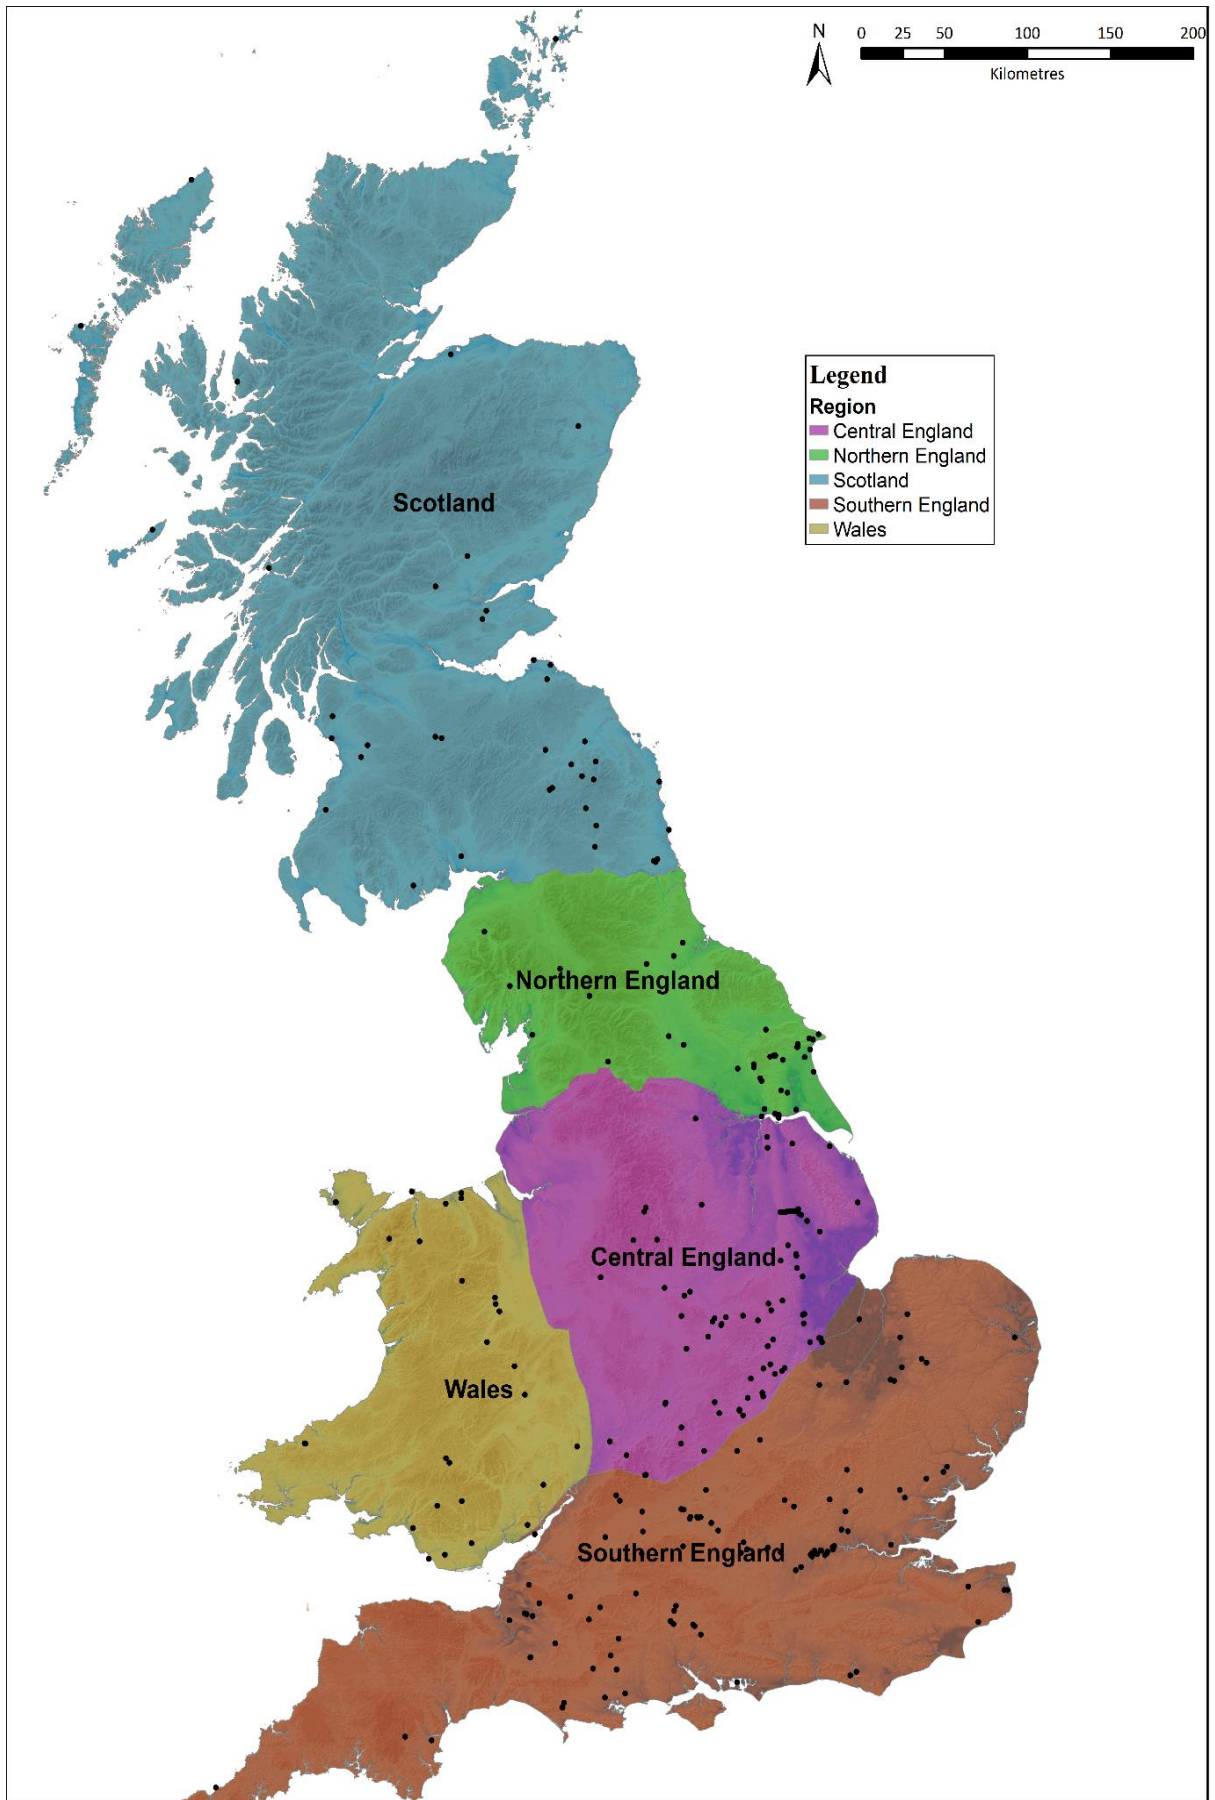 N
0 25 50 100 150 200
Kilometres
Legend
Region
Central England
Northern England
Scotland
Southern England
Wales
Scotland
Northern England
Central England
Wales
Southern England